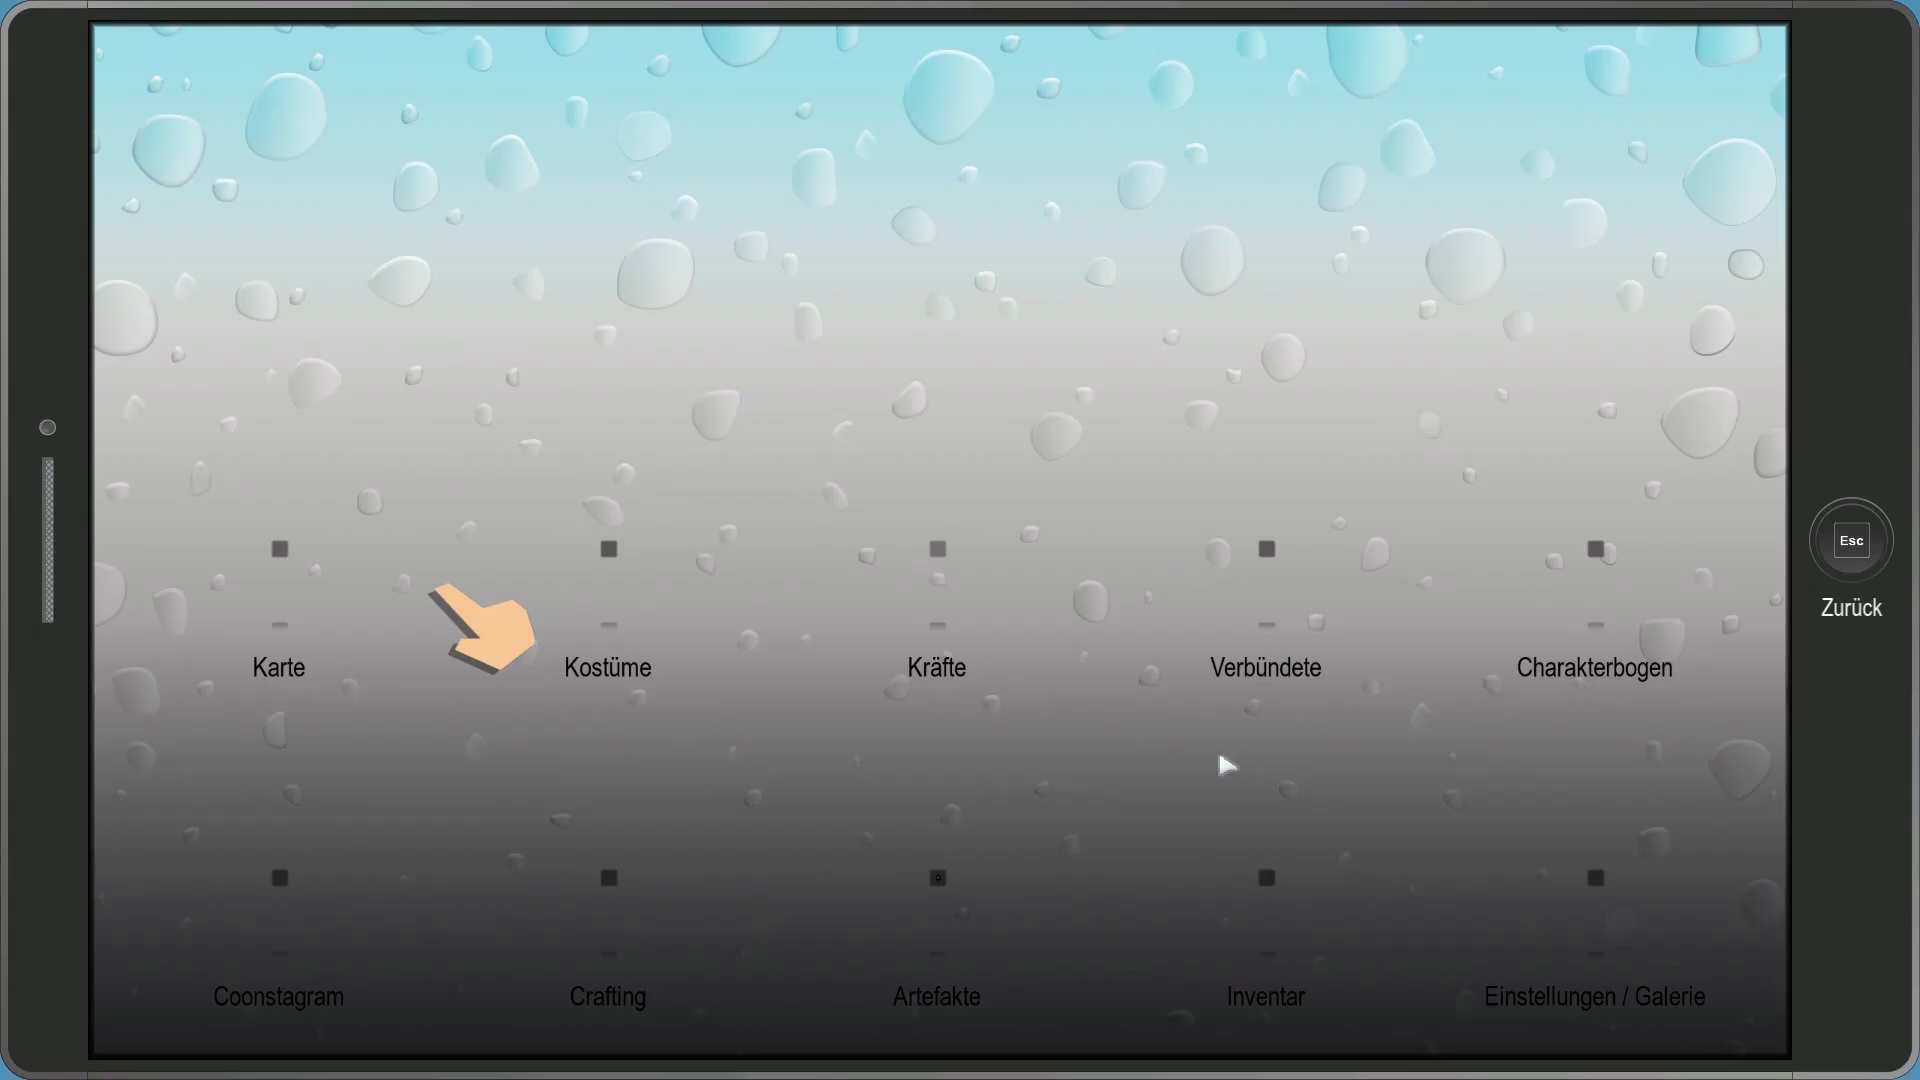 Esc
Zurück
Karte
Kostüme
Kräfte
Verbündete
Charakterbogen
Coonstagram
Crafting
Artefakte
Inventar
Einstellungen / Galerie